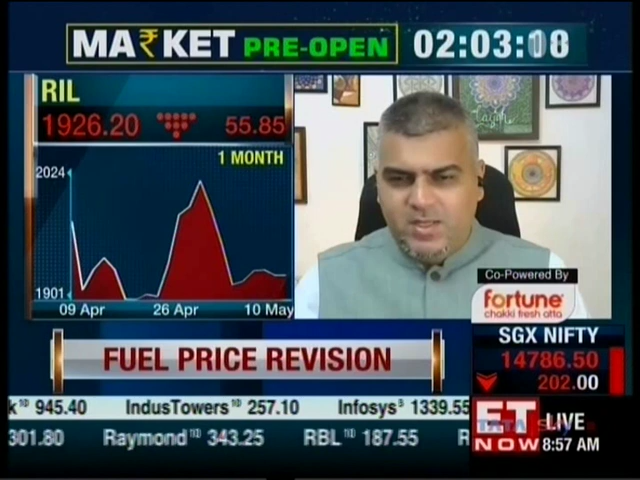 MA₹KET PRE-OPEN
02:03:18
RIL
1926.20 55.85
1 MONTH
2024
1901
09 Apr 26 Apr 10 May
Co-Powered By
fortune
chakki fresh atta
FUEL PRICE REVISION
SGX NIFTY
14786.50
202.00
k 945.40 IndusTowers 257.10 Infosys 1339.55
301.80 Raymond 343.25 RBL 187.55 R
ET NOW
LIVE
TATA Sky
8:57 AM